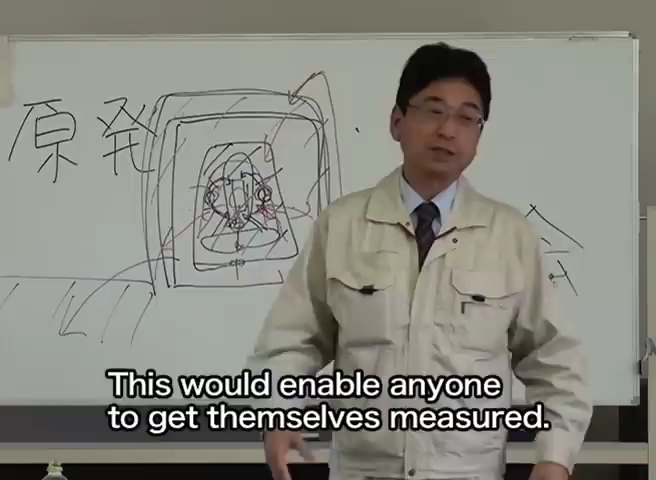 原発
This would enable anyone
to get themselves measured.